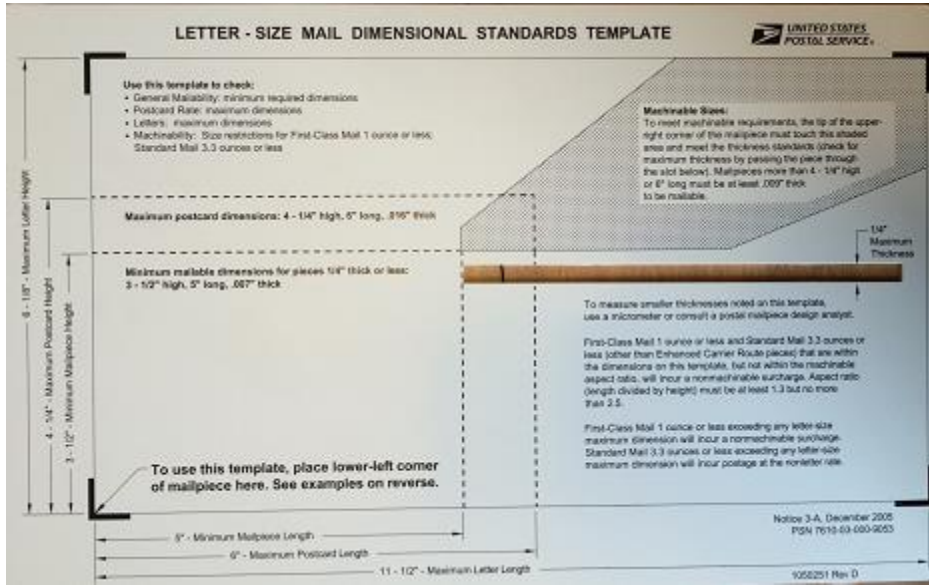 LETTER - SIZE MAIL DIMENSIONAL STANDARDS TEMPLATE
UNITED STATES
POSTAL SERVICE®
Use this template to check:
• General Mailability: minimum required dimensions
• Postcard Rate: maximum dimensions
• Letters: maximum dimensions
• Machinability: Size restrictions for First-Class Mail 1 ounce or less;
Standard Mail 3.3 ounces or less
Machinable Sizes:
To meet machinable requirements, the tip of the upper-
right corner of the mailpiece must touch this shaded
area and meet the thickness standards (check for
maximum thickness by passing the piece through
the slot below). Mailpieces more than 4 - 1/4" high
or 6" long must be at least .009" thick
to be mailable.
6 - 1/8" - Maximum Letter Height
4 - 1/4" - Maximum Postcard Height
3 - 1/2" - Minimum Mailpiece Height
Maximum postcard dimensions: 4 - 1/4" high, 6" long, .016" thick
Minimum mailable dimensions for pieces 1/4" thick or less:
3 - 1/2" high, 5" long, .007" thick
1/4"
Maximum
Thickness
To measure smaller thicknesses noted on this template,
use a micrometer or consult a postal mailpiece design analyst.
First-Class Mail 1 ounce or less and Standard Mail 3.3 ounces or
less (other than Enhanced Carrier Route pieces) that are within
the dimensions on this template, but not within the machinable
aspect ratio, will incur a nonmachinable surcharge. Aspect ratio
(length divided by height) must be at least 1.3 but no more
than 2.5.
First-Class Mail 1 ounce or less exceeding any letter-size
maximum dimension will incur a nonmachinable surcharge.
Standard Mail 3.3 ounces or less exceeding any letter-size
maximum dimension will incur postage at the nonletter rate.
To use this template, place lower-left corner
of mailpiece here. See examples on reverse.
Notice 3-A, December 2005
PSN 7610-03-000-9053
5" - Minimum Mailpiece Length
6" - Maximum Postcard Length
11 - 1/2" - Maximum Letter Length
1050251 Rev D